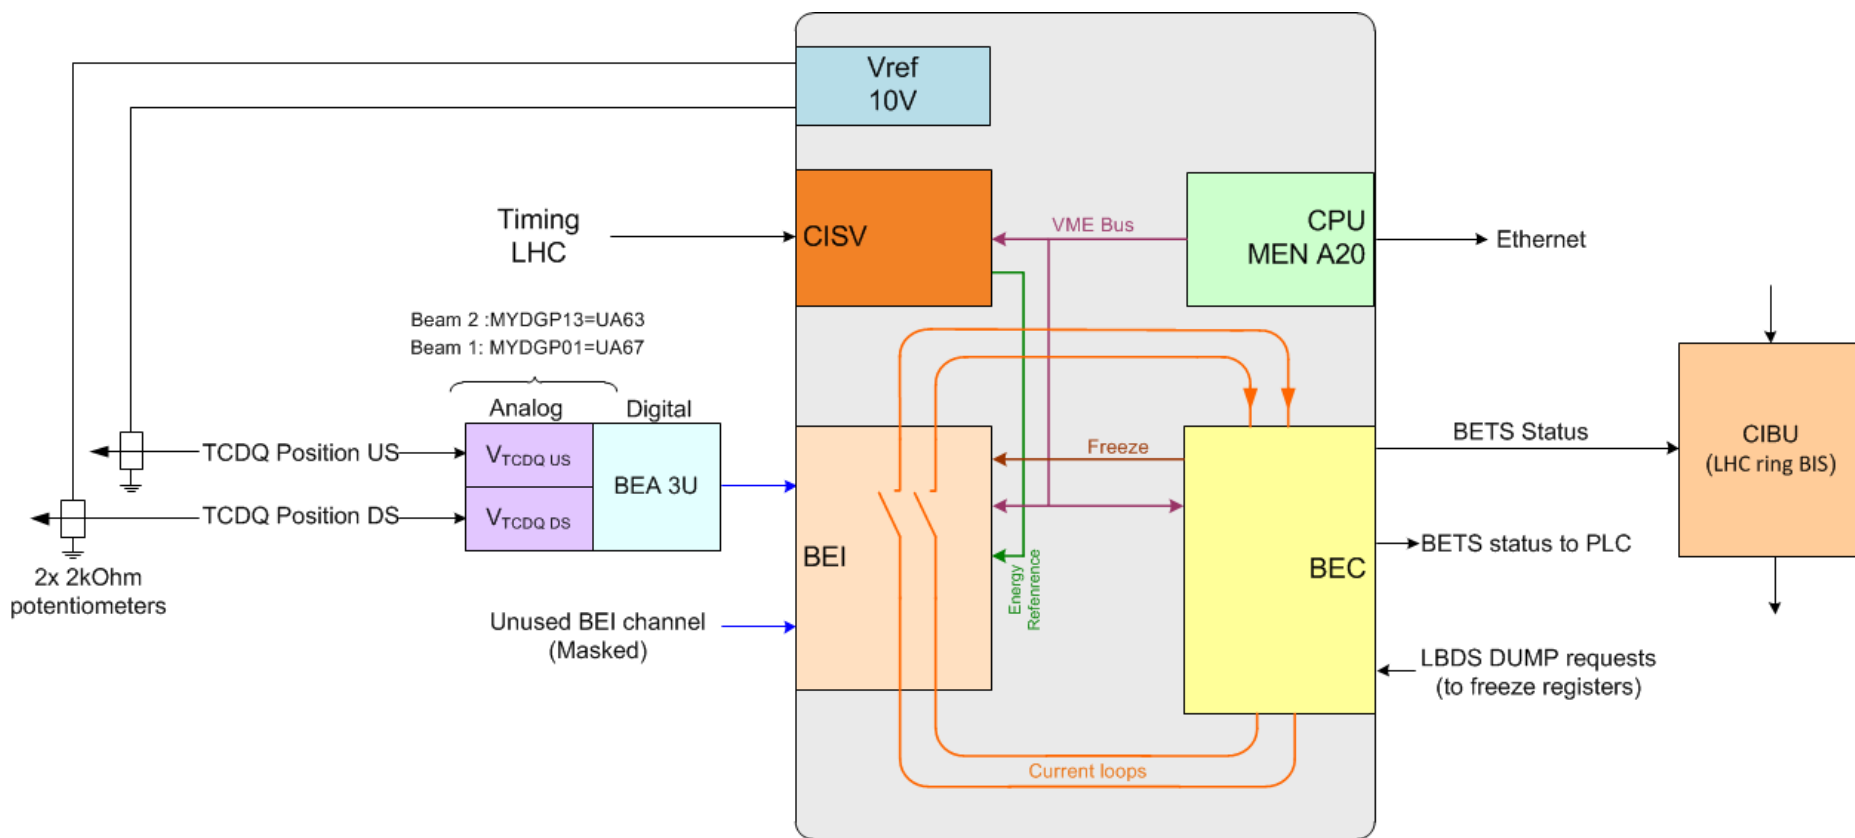 Vref
10V
Timing
LHC
CISV
VME Bus
CPU
MEN A20
Ethernet
Beam 2 :MYDGP13=UA63
Beam 1: MYDGP01=UA67
Analog
Digital
TCDQ Position US
VTCDQ US
BEA 3U
TCDQ Position DS
VTCDQ DS
2x 2kOhm
potentiometers
Unused BEI channel
(Masked)
BEI
Freeze
Energy
Refenrence
BEC
Current loops
BETS Status
CIBU
(LHC ring BIS)
BETS status to PLC
LBDS DUMP requests
(to freeze registers)